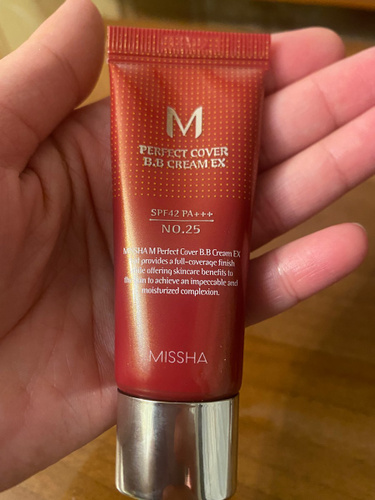 M
PERFECT COVER
B.B CREAM EX
SPF42 PA+++
NO.25
MISSHA M Perfect Cover B.B Cream EX
provides a full-coverage finish
offering skincare benefits to
to achieve an impeccable and
moisturized complexion.
MISSHA